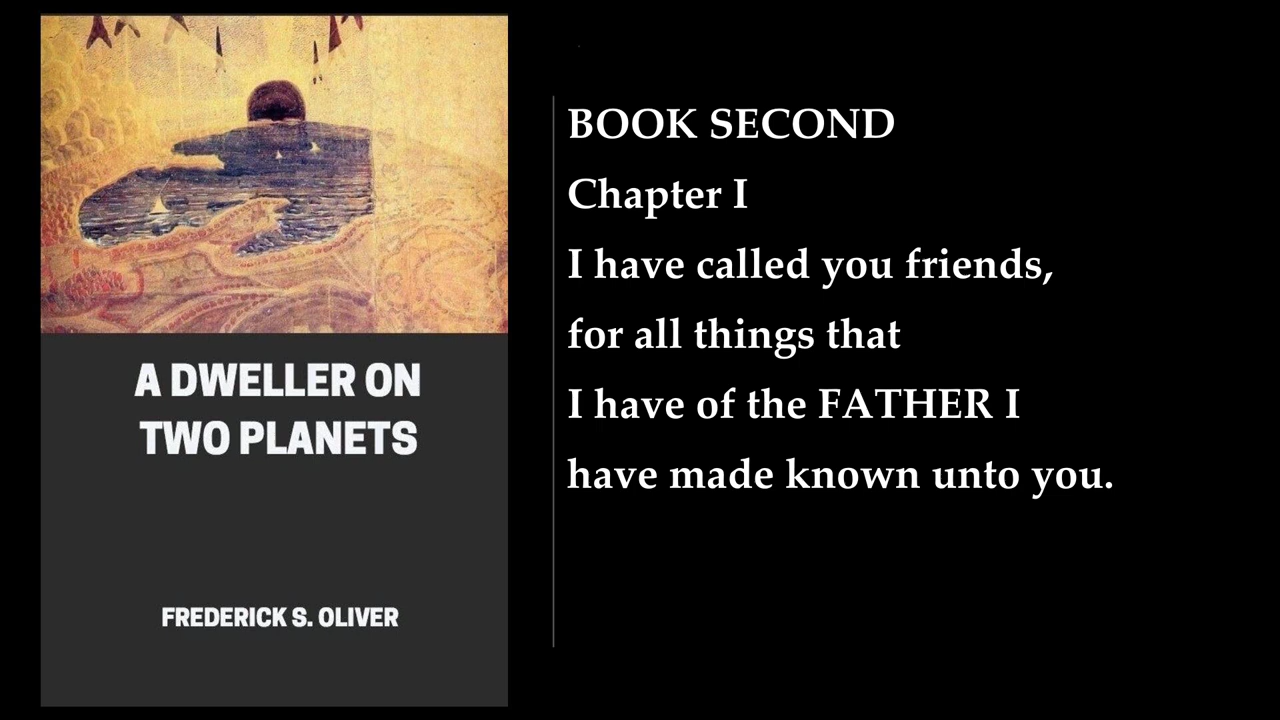 A DWELLER ON
TWO PLANETS
FREDERICK S. OLIVER
BOOK SECOND
Chapter I
I have called you friends,
for all things that
I have of the FATHER I
have made known unto you.